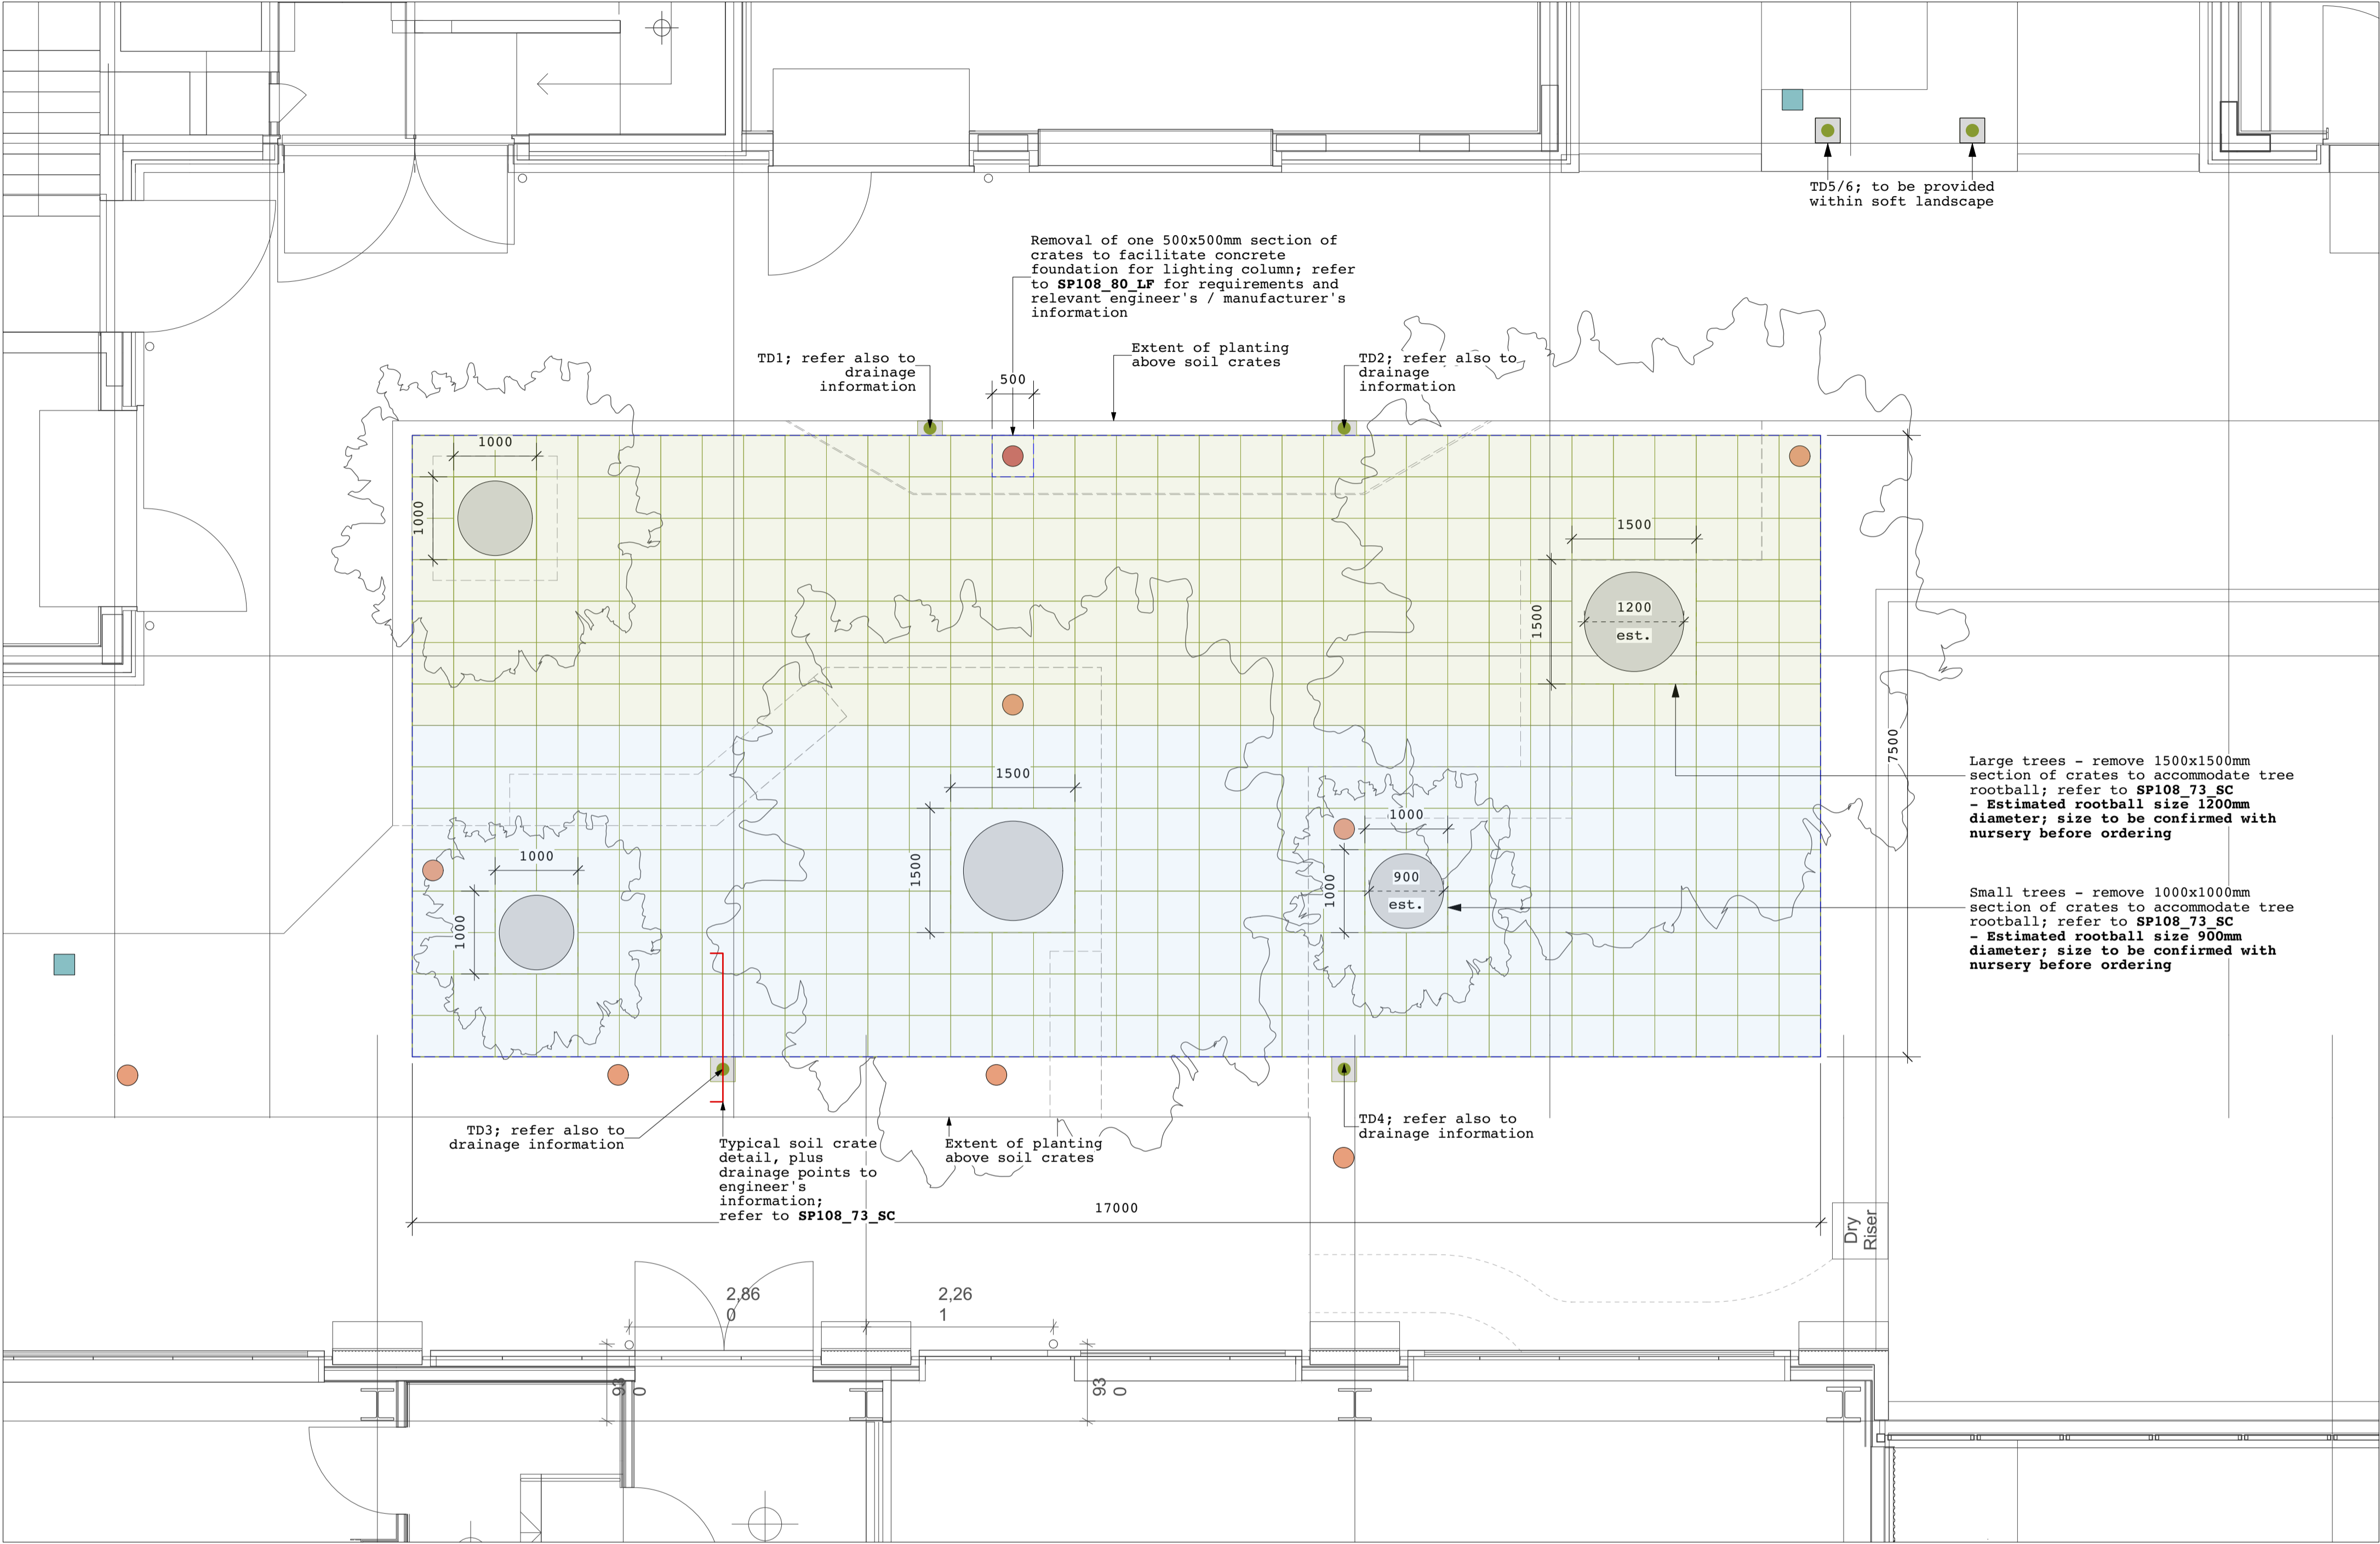 TD5/6; to be provided
within soft landscape
Removal of one 500x500mm section of
crates to facilitate concrete
foundation for lighting column; refer
to SP108_80_LF for requirements and
relevant engineer's / manufacturer's
information
TD1; refer also to
drainage
information
Extent of planting
above soil crates
TD2; refer also to
drainage
information
500
1000
1000
1500
1500
1200
est.
7500
1500
1500
1000
1000
900
est.
1000
1000
Large trees - remove 1500x1500mm
section of crates to accommodate tree
rootball; refer to SP108_73_SC
- Estimated rootball size 1200mm
diameter; size to be confirmed with
nursery before ordering
Small trees - remove 1000x1000mm
section of crates to accommodate tree
rootball; refer to SP108_73_SC
- Estimated rootball size 900mm
diameter; size to be confirmed with
nursery before ordering
TD3; refer also to
drainage information
Typical soil crate
detail, plus
drainage points to
engineer's
information;
refer to SP108_73_SC
Extent of planting
above soil crates
TD4; refer also to
drainage information
17000
Dry
Riser
2,86
0
2,26
1
93
0
93
0